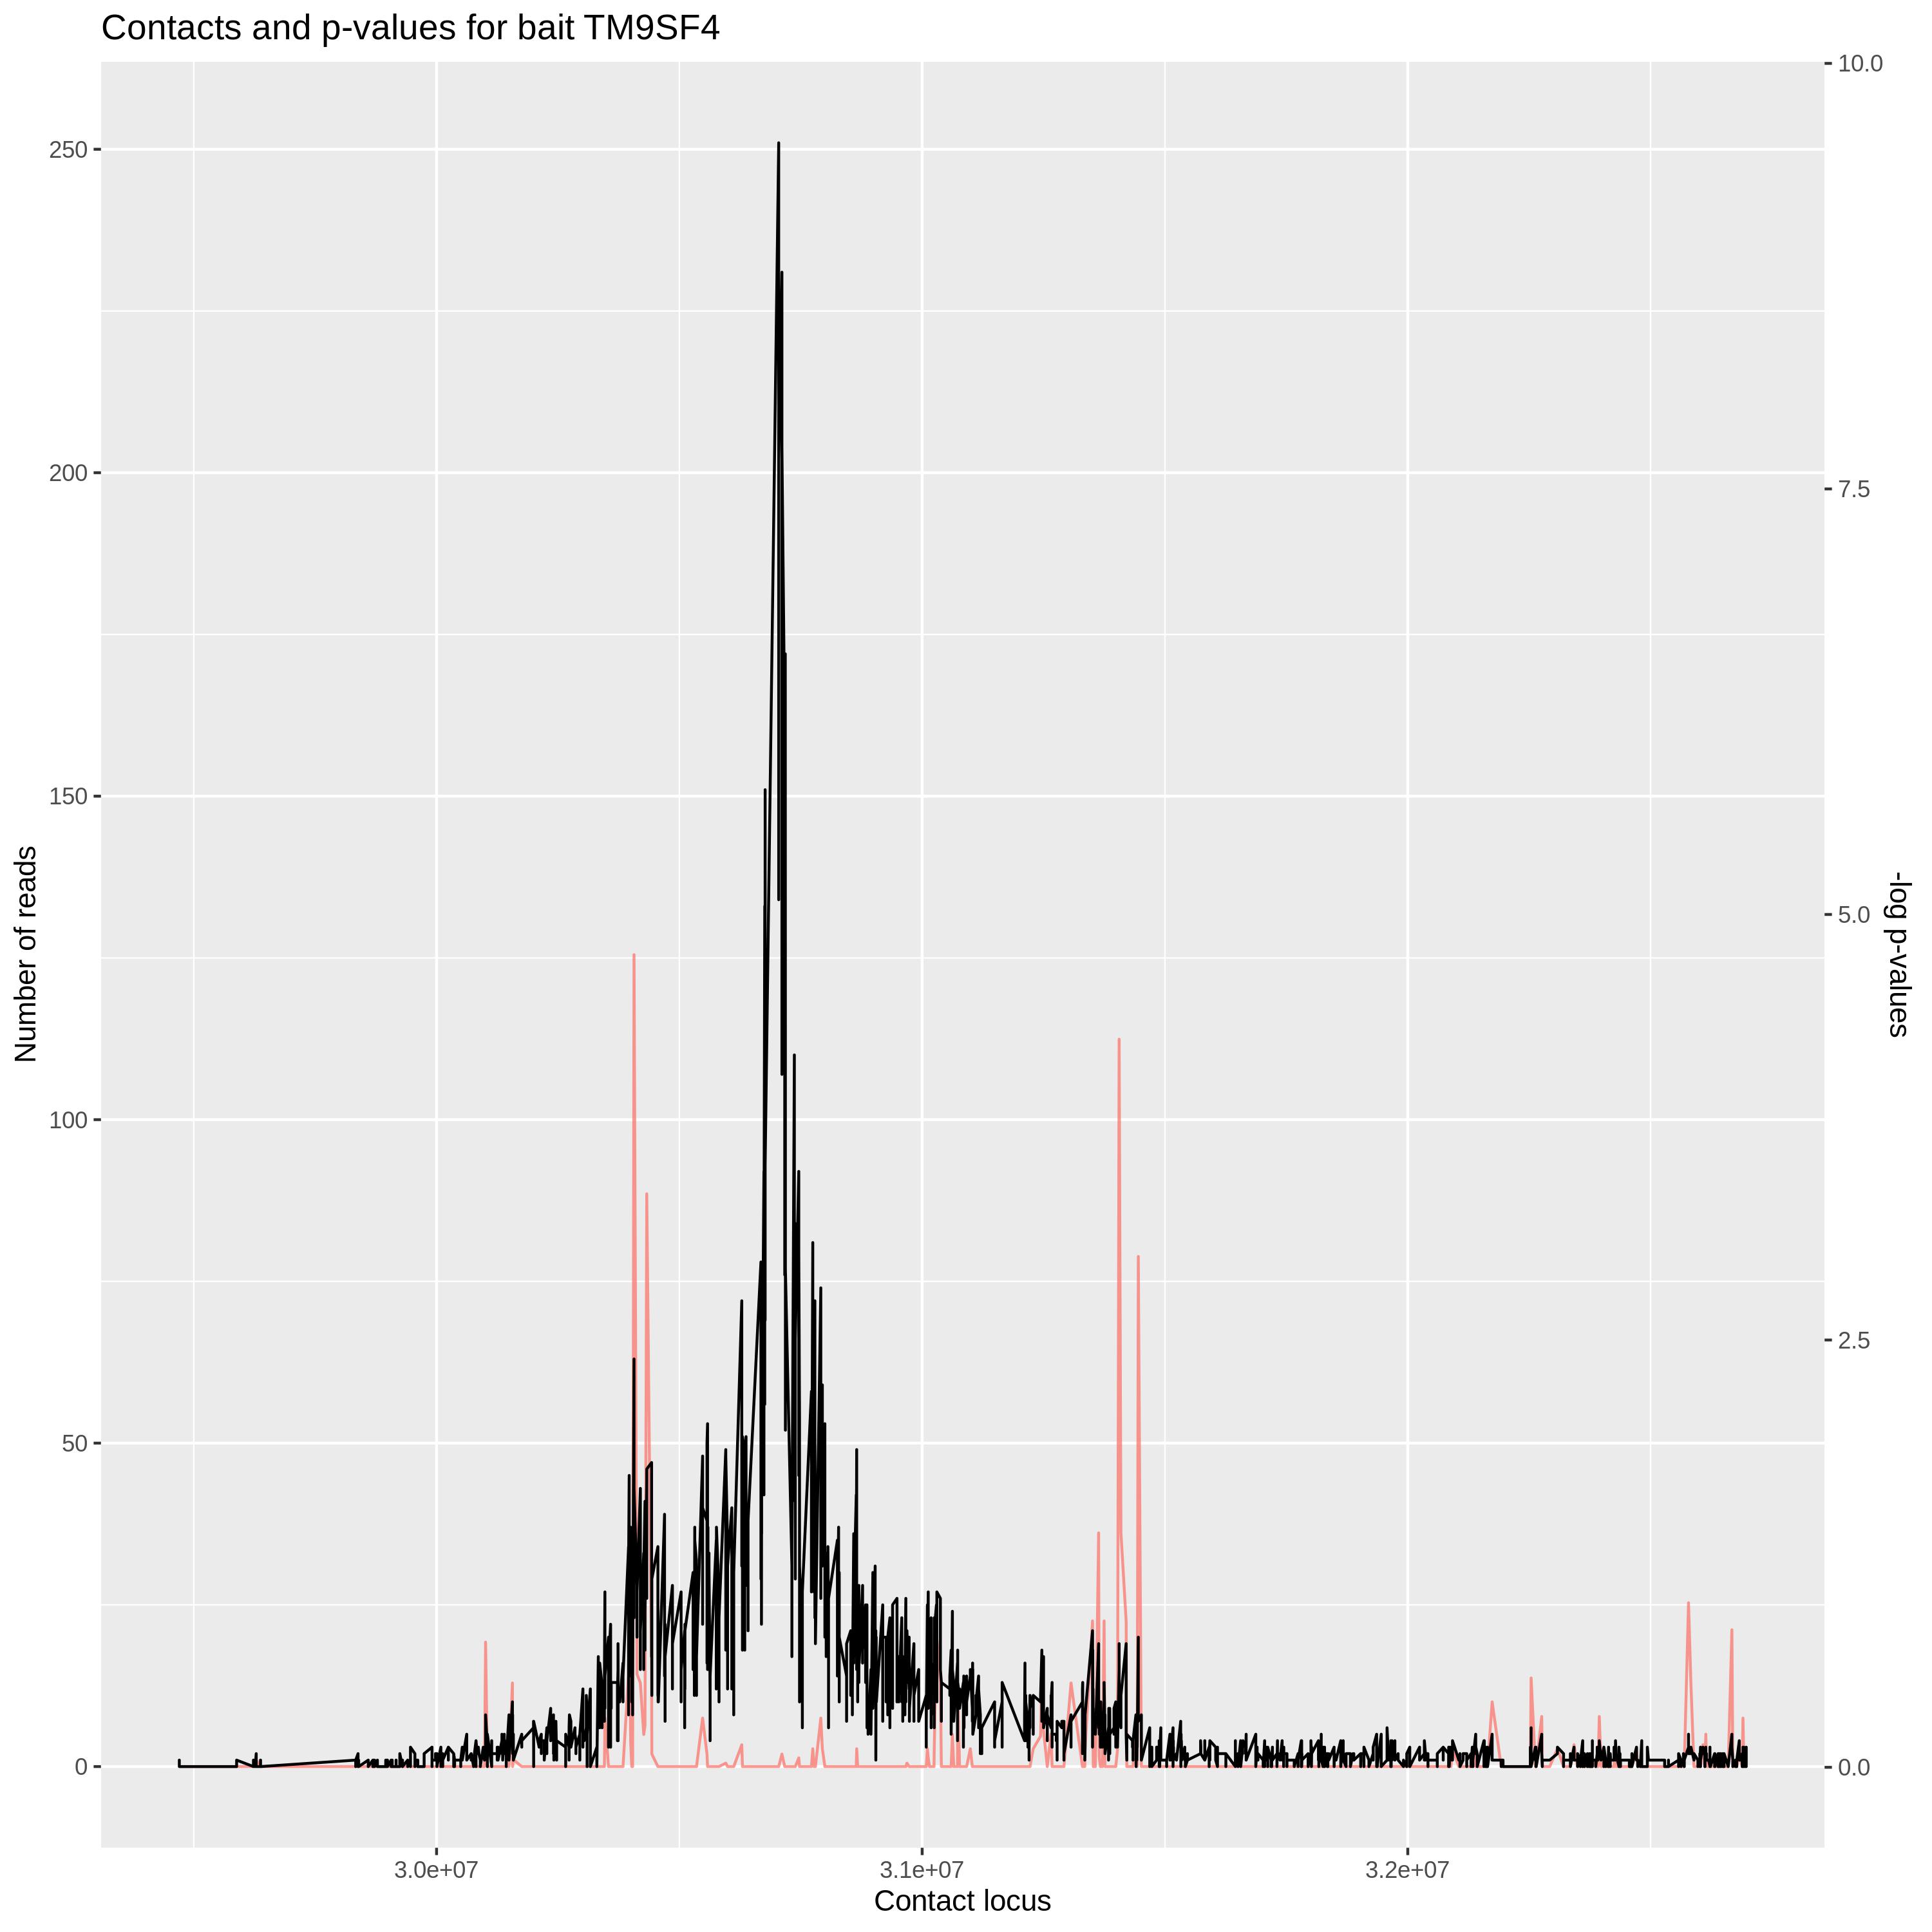 Contacts and p-values for bait TM9SF4
10.0
250
200
7.5
150
5.0
Number of reads
-log p-values
100
2.5
50
0
0.0
3.0e+07
3.1e+07
3.2e+07
Contact locus